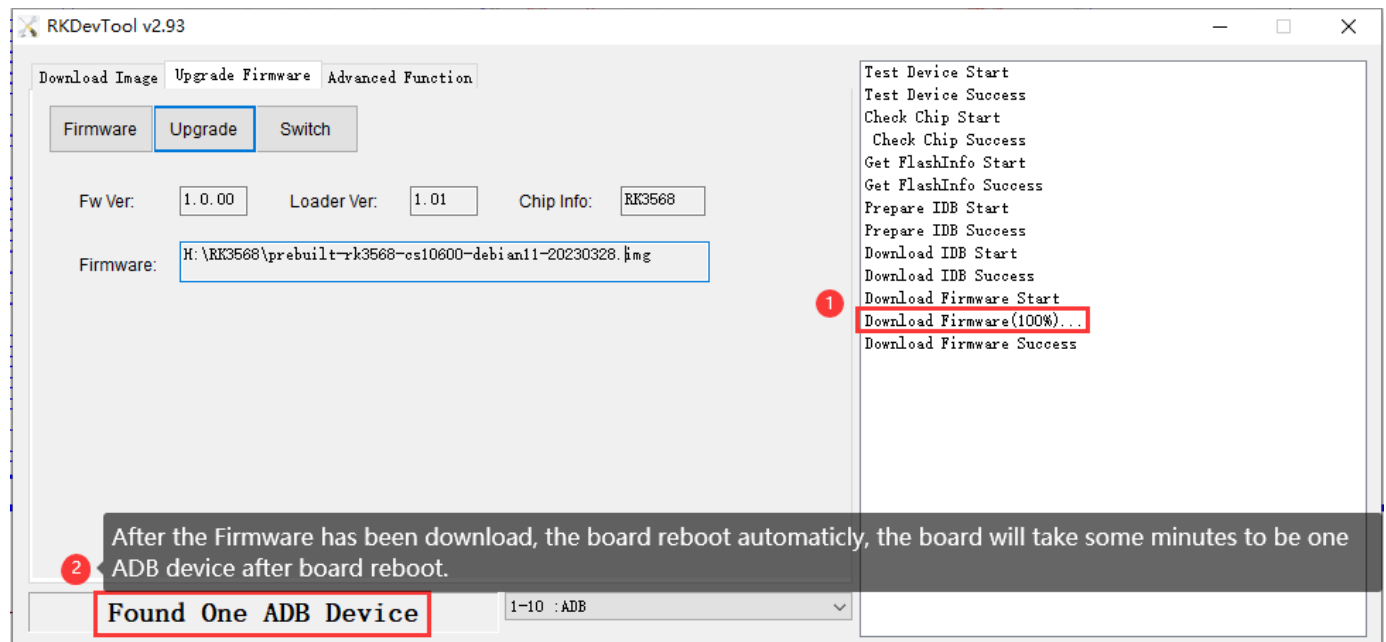 RKDevTool v2.93
Download Image Upgrade Firmware Advanced Function
Firmware Upgrade Switch
Fw Ver: 1.0.00 Loader Ver: 1.01 Chip Info: RK3568
Firmware: H:\RK3568\prebuilt-rk3568-cs10600-debian11-20230328.img
Test Device Start
Test Device Success
Check Chip Start
Check Chip Success
Get FlashInfo Start
Get FlashInfo Success
Prepare IDB Start
Prepare IDB Success
Download IDB Start
Download IDB Success
Download Firmware Start
1
Download Firmware(100%)...
Download Firmware Success
After the Firmware has been download, the board reboot automaticly, the board will take some minutes to be one
2 ADB device after board reboot.
Found One ADB Device
1-10 :ADB